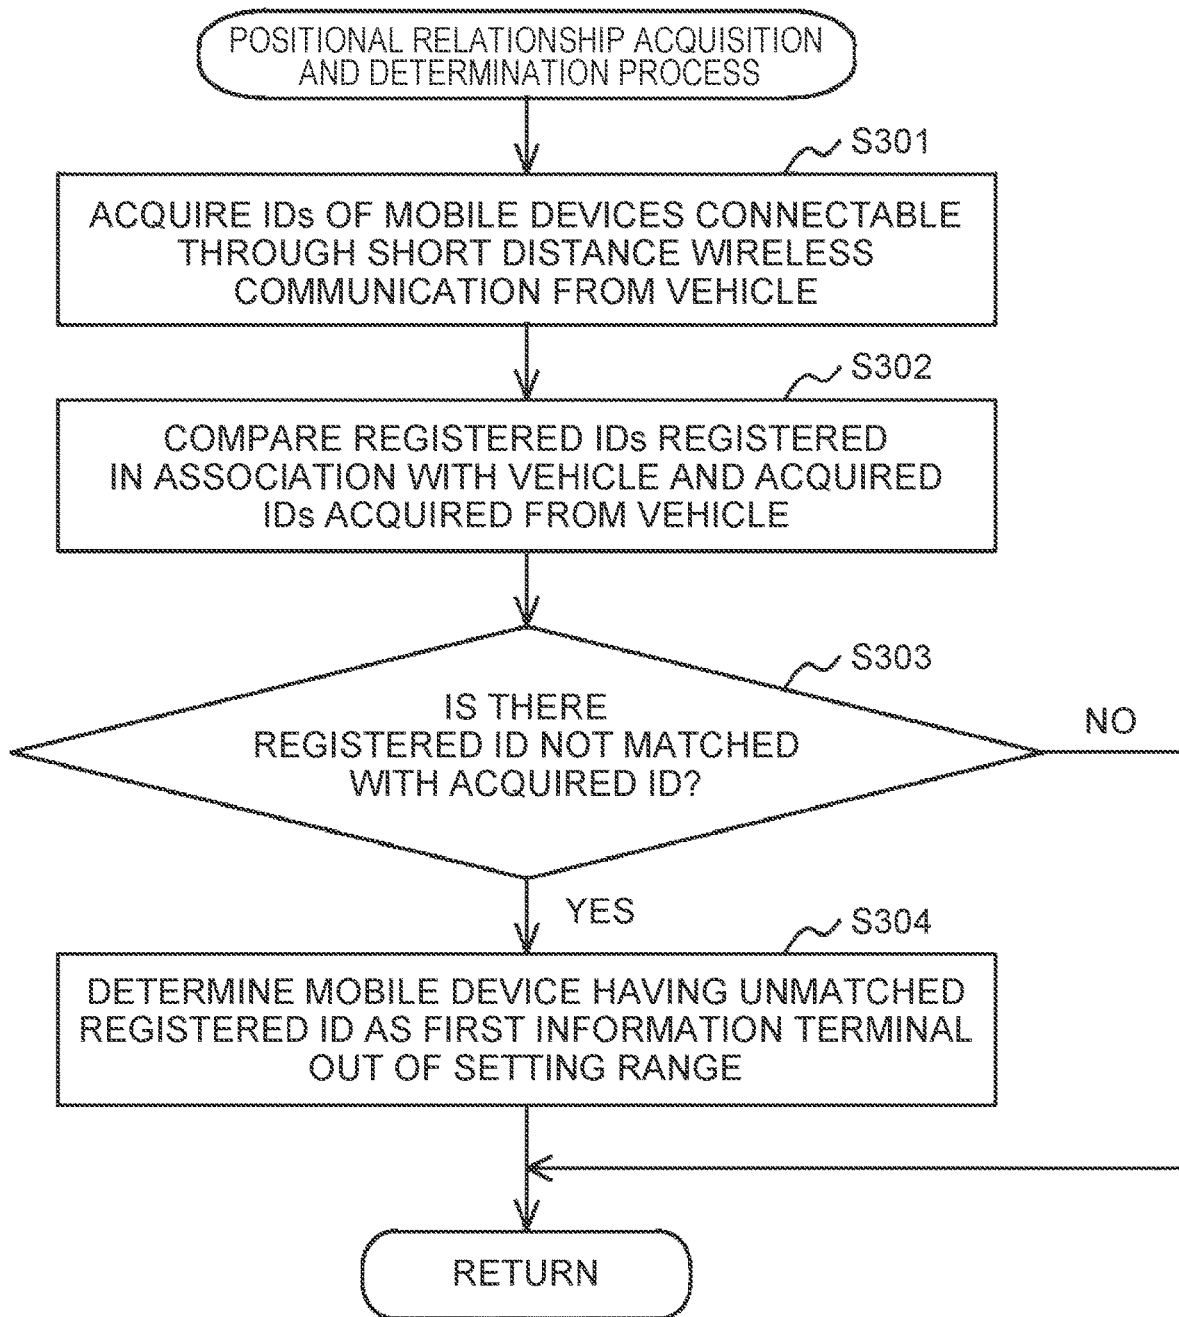 POSITIONAL RELATIONSHIP ACQUISITION
AND DETERMINATION PROCESS
S301
ACQUIRE IDs OF MOBILE DEVICES CONNECTABLE
THROUGH SHORT DISTANCE WIRELESS
COMMUNICATION FROM VEHICLE
S302
COMPARE REGISTERED IDs REGISTERED
IN ASSOCIATION WITH VEHICLE AND ACQUIRED
IDs ACQUIRED FROM VEHICLE
S303
IS THERE
REGISTERED ID NOT MATCHED
WITH ACQUIRED ID?
NO
YES
S304
DETERMINE MOBILE DEVICE HAVING UNMATCHED
REGISTERED ID AS FIRST INFORMATION TERMINAL
OUT OF SETTING RANGE
RETURN